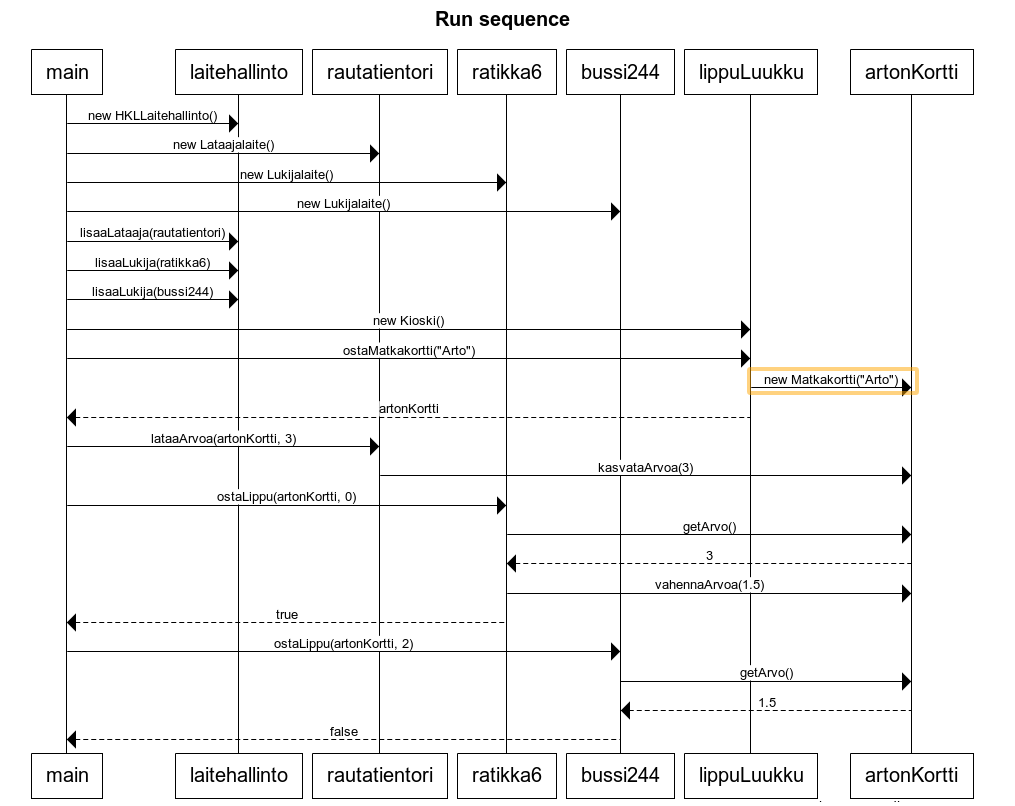 Run sequence
main laitehallinto rautatientori ratikka6 bussi244 lippuLuukku artonKortti
new HKLLaitehallinto()
new Lataajalaite()
new Lukijalaite()
new Lukijalaite()
lisaaLataaja(rautatientori)
lisaaLukija(ratikka6)
lisaaLukija(bussi244)
new Kioski()
ostaMatkakortti("Arto")
new Matkakortti("Arto")
artonKortti
lataaArvoa(artonKortti, 3)
kasvataArvoa(3)
ostaLippu(artonKortti, 0)
getArvo()
3
vahennaArvoa(1.5)
true
ostaLippu(artonKortti, 2)
getArvo()
1.5
false
main laitehallinto rautatientori ratikka6 bussi244 lippuLuukku artonKortti